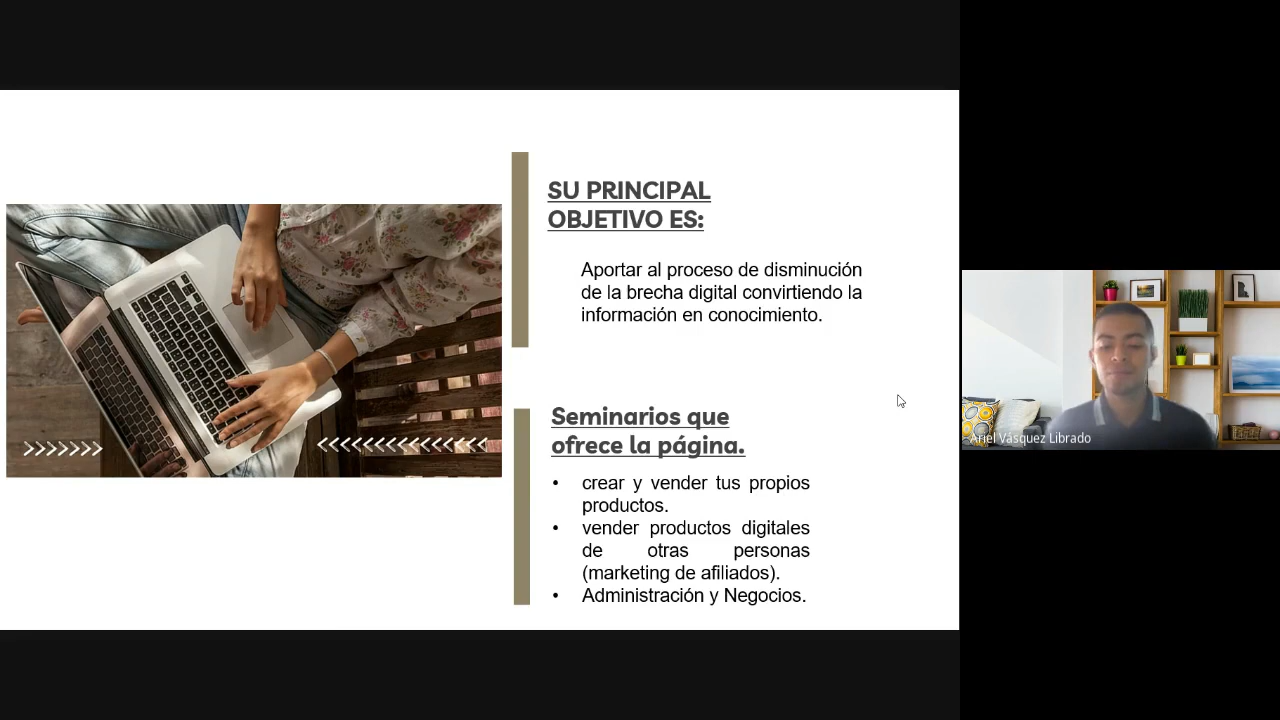 SU PRINCIPAL
OBJETIVO ES:
Aportar al proceso de disminución
de la brecha digital convirtiendo la
información en conocimiento.
Seminarios que
ofrece la página.
• crear y vender tus propios
productos.
• vender productos digitales
de otras personas
(marketing de afiliados).
• Administración y Negocios.
Ariel Vásquez Librado